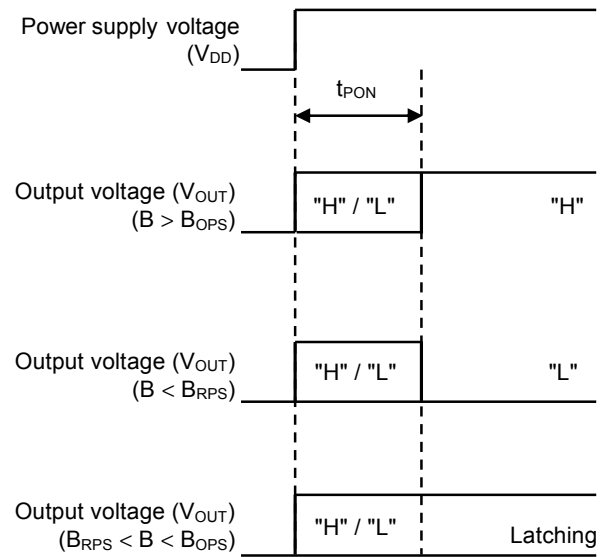 Power supply voltage
(VDD)
tPON
Output voltage (VOUT)
(B > BOPS)
"H" / "L"
"H"
Output voltage (VOUT)
(B < BRPS)
"H" / "L"
"L"
Output voltage (VOUT)
(BRPS < B < BOPS)
"H" / "L"
Latching